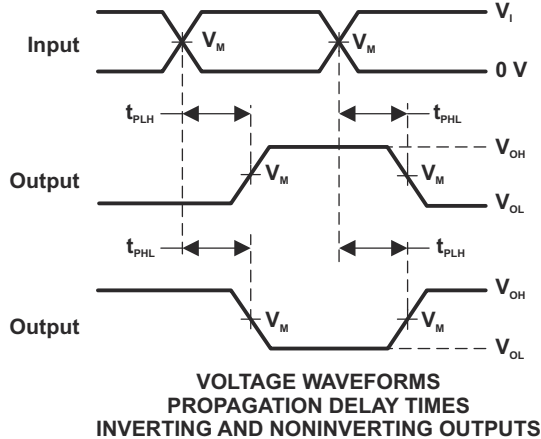 V_I
Input
V_M
V_M
0 V
t_PLH
t_PHL
V_OH
Output
V_M
V_M
V_OL
t_PHL
t_PLH
V_OH
Output
V_M
V_M
V_OL
VOLTAGE WAVEFORMS
PROPAGATION DELAY TIMES
INVERTING AND NONINVERTING OUTPUTS